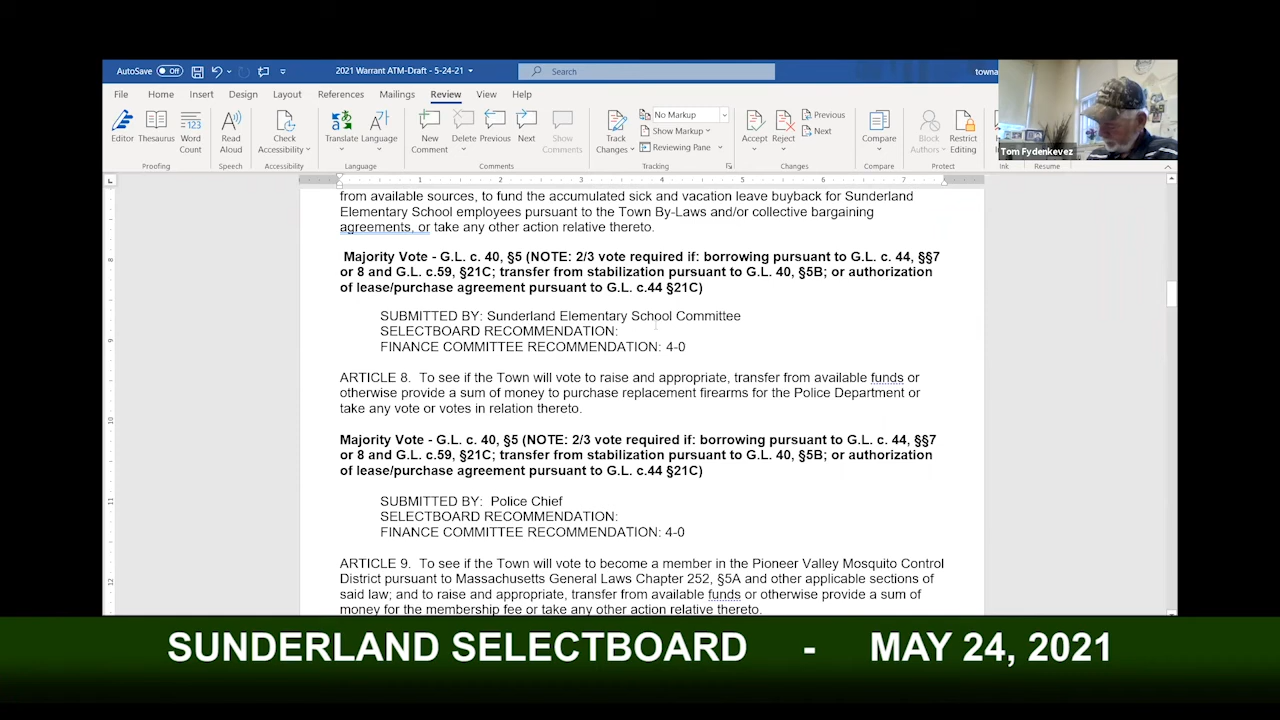 AutoSave Off 2021 Warrant ATM-Draft - 5-24-21 Search towna
File Home Insert Design Layout References Mailings Review View Help
Editor Thesaurus Word Count Read Aloud Check Accessibility Translate Language New Comment Delete Previous Next Show Comments Track Changes No Markup Show Markup Reviewing Pane Accept Reject Previous Next Compare Block Authors Restrict Editing
Proofing Speech Accessibility Language Comments Tracking Changes Compare Protect Ink Resume
Tom Fydenkevez
1 2 3 4 5 6 7
from available sources, to fund the accumulated sick and vacation leave buyback for Sunderland
Elementary School employees pursuant to the Town By-Laws and/or collective bargaining
agreements, or take any other action relative thereto.
Majority Vote - G.L. c. 40, §5 (NOTE: 2/3 vote required if: borrowing pursuant to G.L. c. 44, §§7
or 8 and G.L. c.59, §21C; transfer from stabilization pursuant to G.L. 40, §5B; or authorization
of lease/purchase agreement pursuant to G.L. c.44 §21C)
SUBMITTED BY: Sunderland Elementary School Committee
SELECTBOARD RECOMMENDATION:
FINANCE COMMITTEE RECOMMENDATION: 4-0
ARTICLE 8. To see if the Town will vote to raise and appropriate, transfer from available funds or
otherwise provide a sum of money to purchase replacement firearms for the Police Department or
take any vote or votes in relation thereto.
Majority Vote - G.L. c. 40, §5 (NOTE: 2/3 vote required if: borrowing pursuant to G.L. c. 44, §§7
or 8 and G.L. c.59, §21C; transfer from stabilization pursuant to G.L. 40, §5B; or authorization
of lease/purchase agreement pursuant to G.L. c.44 §21C)
SUBMITTED BY: Police Chief
SELECTBOARD RECOMMENDATION:
FINANCE COMMITTEE RECOMMENDATION: 4-0
ARTICLE 9. To see if the Town will vote to become a member in the Pioneer Valley Mosquito Control
District pursuant to Massachusetts General Laws Chapter 252, §5A and other applicable sections of
said law; and to raise and appropriate, transfer from available funds or otherwise provide a sum of
money for the membership fee or take any other action relative thereto.
SUNDERLAND SELECTBOARD - MAY 24, 2021